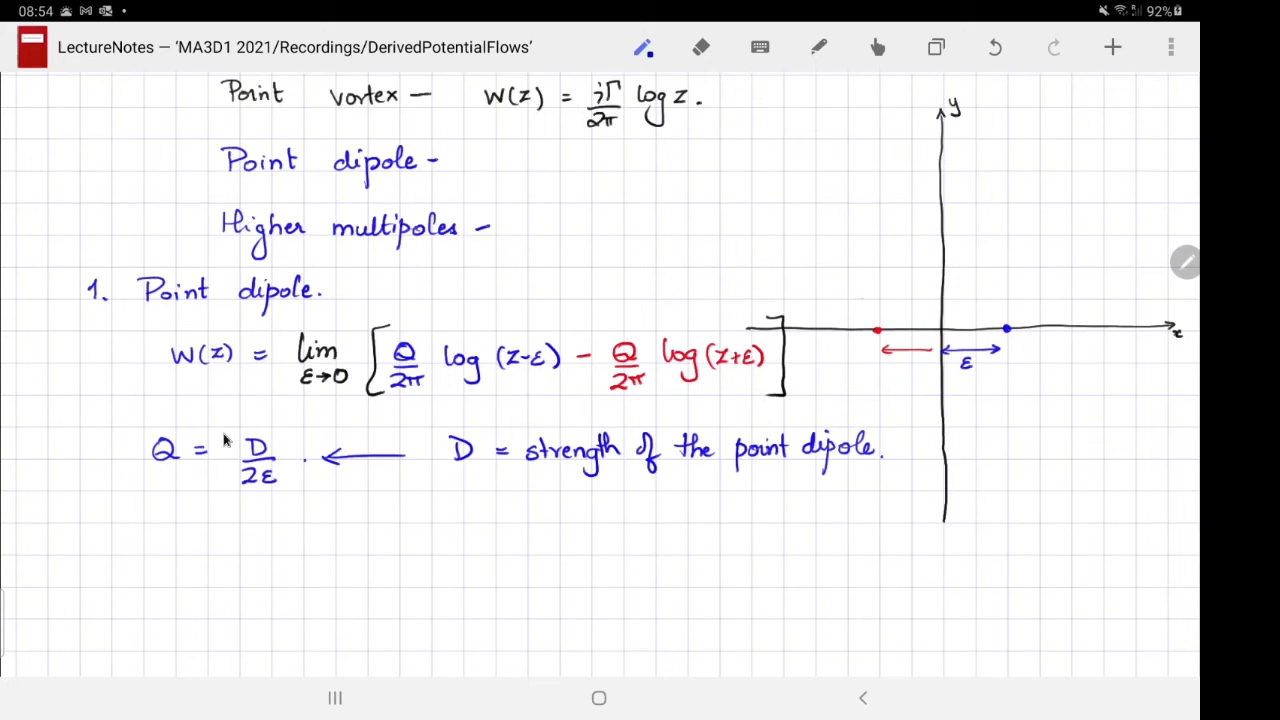 08:54
92%
LectureNotes — ‘MA3D1 2021/Recordings/DerivedPotentialFlows’
Point vortex — W(z) = iΓ/2π log z.
y
Point dipole -
Higher multipoles -
1. Point dipole.
x
W(z) = lim ε→0 [Q/2π log (z-ε) - Q/2π log (z+ε)]
ε
Q = D/2ε . ← D = strength of the point dipole.